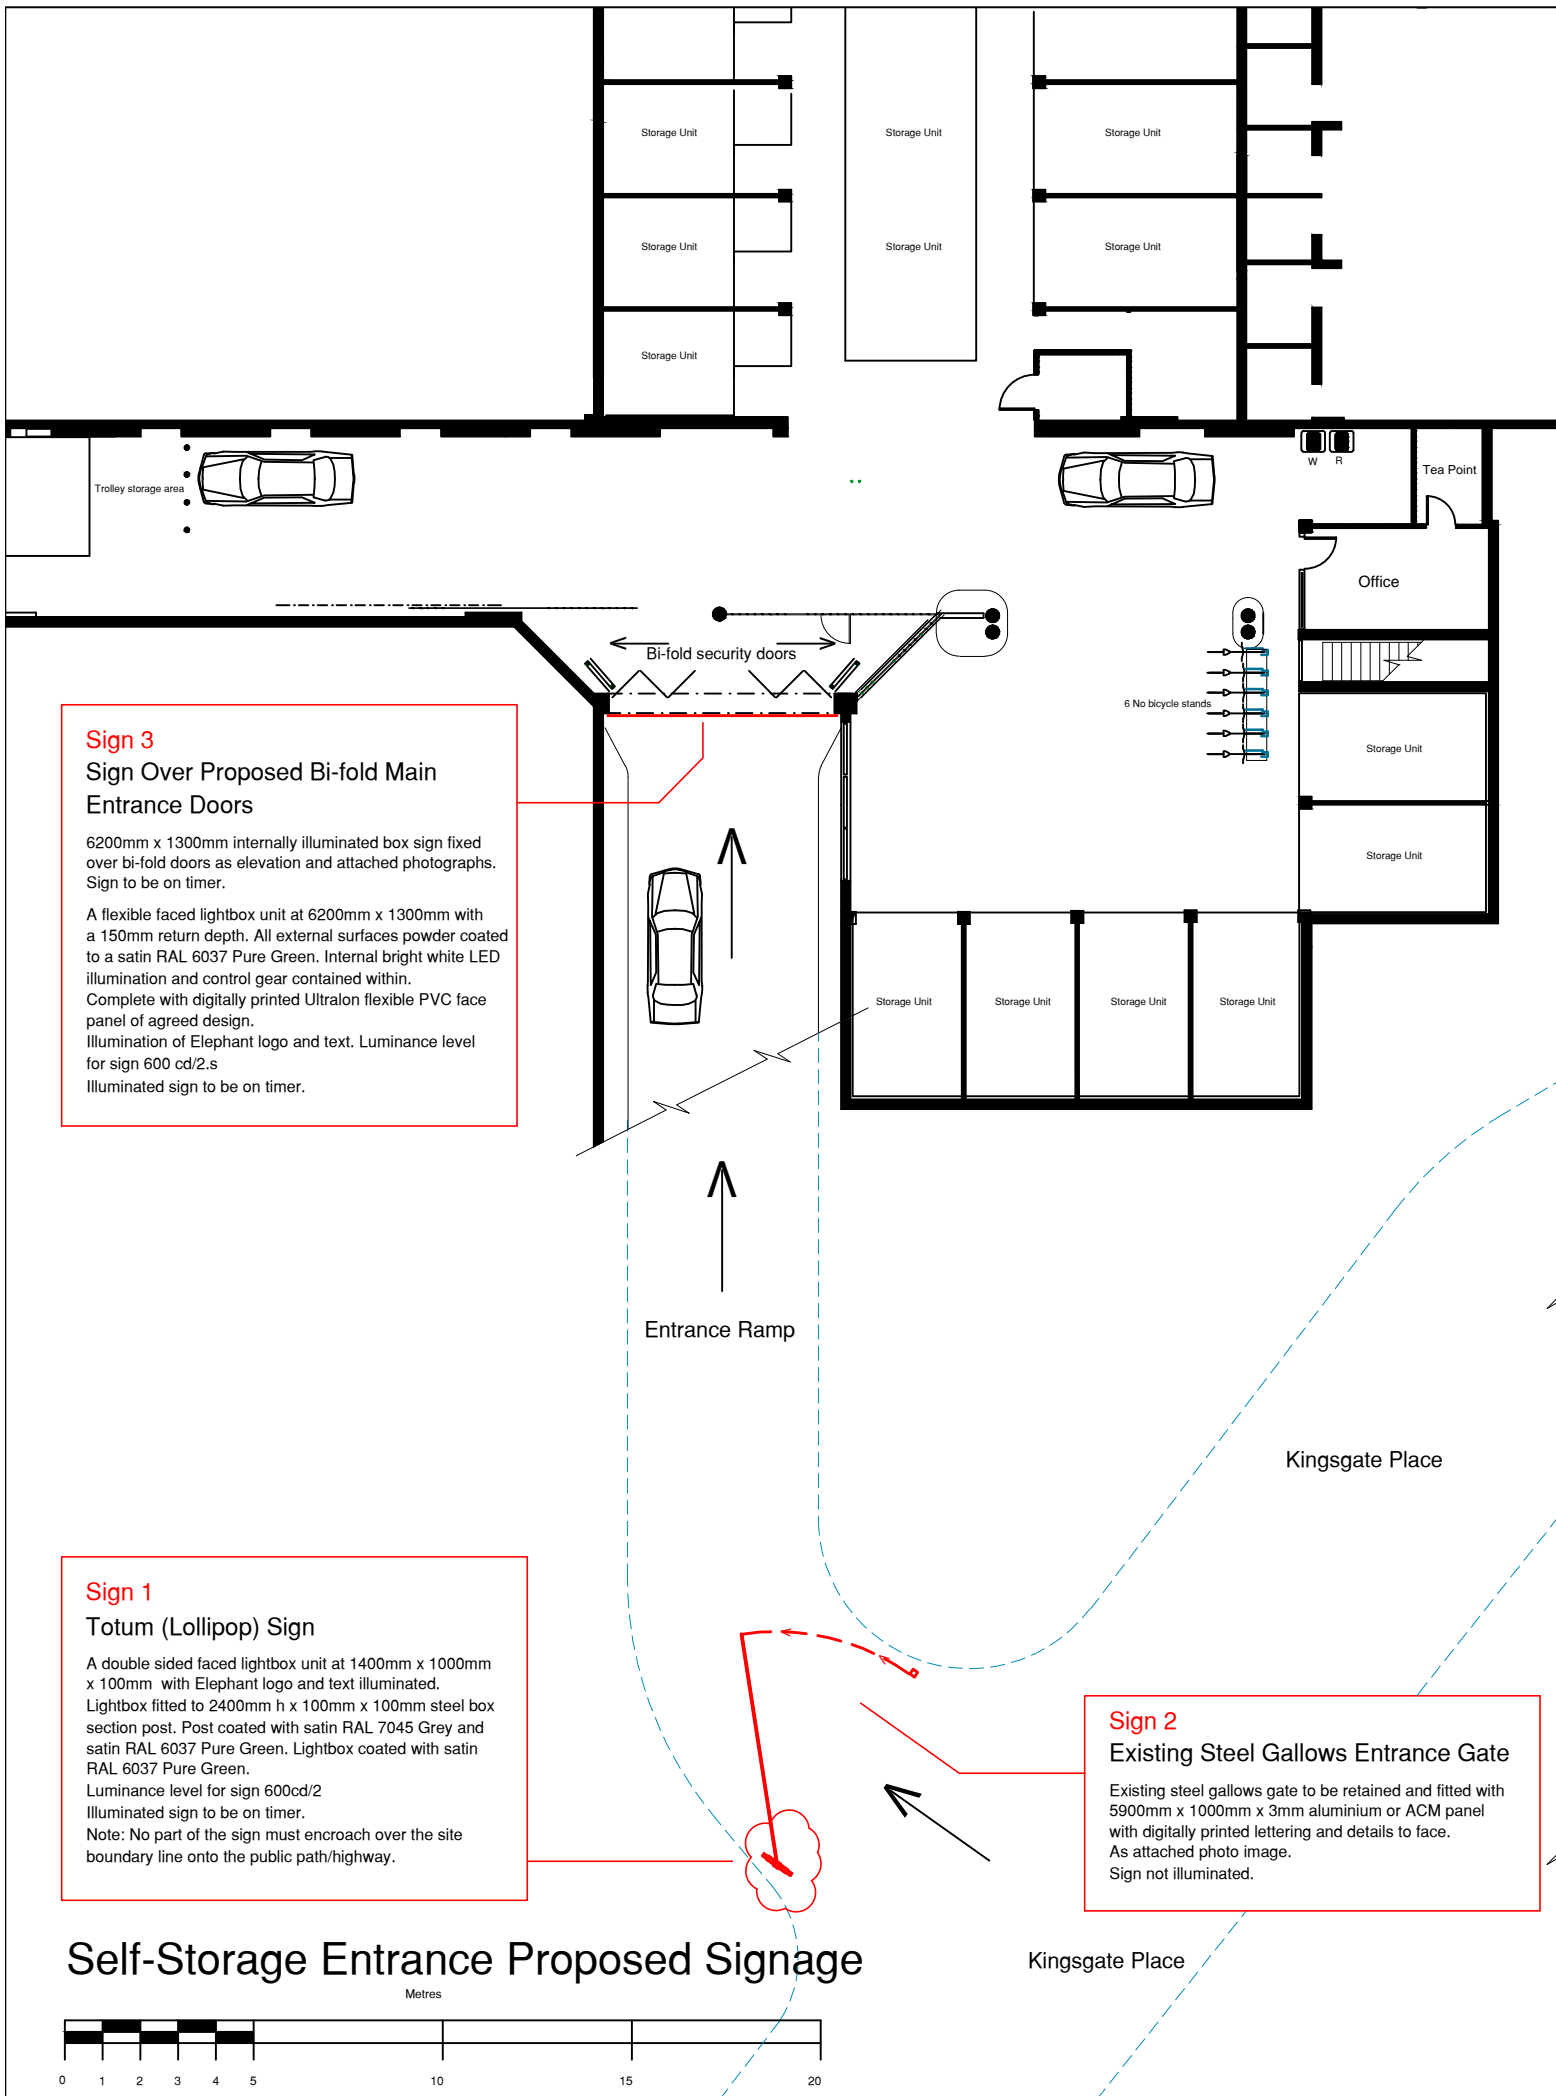 Storage Unit
Storage Unit
Storage Unit
Storage Unit
Storage Unit
Storage Unit
Storage Unit
Trolley storage area
W
R
Tea Point
Office
Bi-fold security doors
6 No bicycle stands
Storage Unit
Storage Unit
Storage Unit
Storage Unit
Storage Unit
Storage Unit
Sign 3
Sign Over Proposed Bi-fold Main
Entrance Doors
6200mm x 1300mm internally illuminated box sign fixed
over bi-fold doors as elevation and attached photographs.
Sign to be on timer.
A flexible faced lightbox unit at 6200mm x 1300mm with
a 150mm return depth. All external surfaces powder coated
to a satin RAL 6037 Pure Green. Internal bright white LED
illumination and control gear contained within.
Complete with digitally printed Ultralon flexible PVC face
panel of agreed design.
Illumination of Elephant logo and text. Luminance level
for sign 600 cd/2.s
Illuminated sign to be on timer.
Entrance Ramp
Kingsgate Place
Sign 1
Totum (Lollipop) Sign
A double sided faced lightbox unit at 1400mm x 1000mm
x 100mm with Elephant logo and text illuminated.
Lightbox fitted to 2400mm h x 100mm x 100mm steel box
section post. Post coated with satin RAL 7045 Grey and
satin RAL 6037 Pure Green. Lightbox coated with satin
RAL 6037 Pure Green.
Luminance level for sign 600cd/2
Illuminated sign to be on timer.
Note: No part of the sign must encroach over the site
boundary line onto the public path/highway.
Sign 2
Existing Steel Gallows Entrance Gate
Existing steel gallows gate to be retained and fitted with
5900mm x 1000mm x 3mm aluminium or ACM panel
with digitally printed lettering and details to face.
As attached photo image.
Sign not illuminated.
Self-Storage Entrance Proposed Signage
Kingsgate Place
Metres
0 1 2 3 4 5 10 15 20